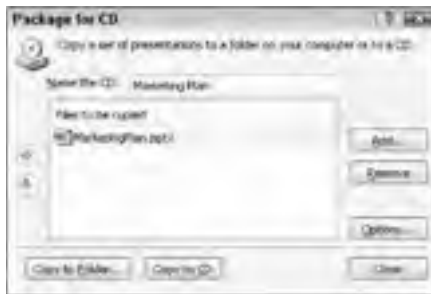 Package for CD
Copy a set of presentations to a folder on your computer or to a CD.
Name the CD: Marketing Plan
Files to be copied:
MarketingPlan.pptx
Add...
Remove
Options...
Copy to Folder... Copy to CD Close